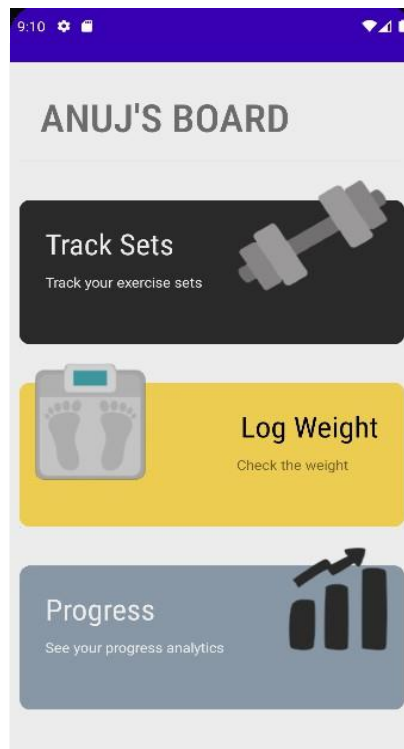 9:10
ANUJ'S BOARD
Track Sets
Track your exercise sets
Log Weight
Check the weight
Progress
See your progress analytics